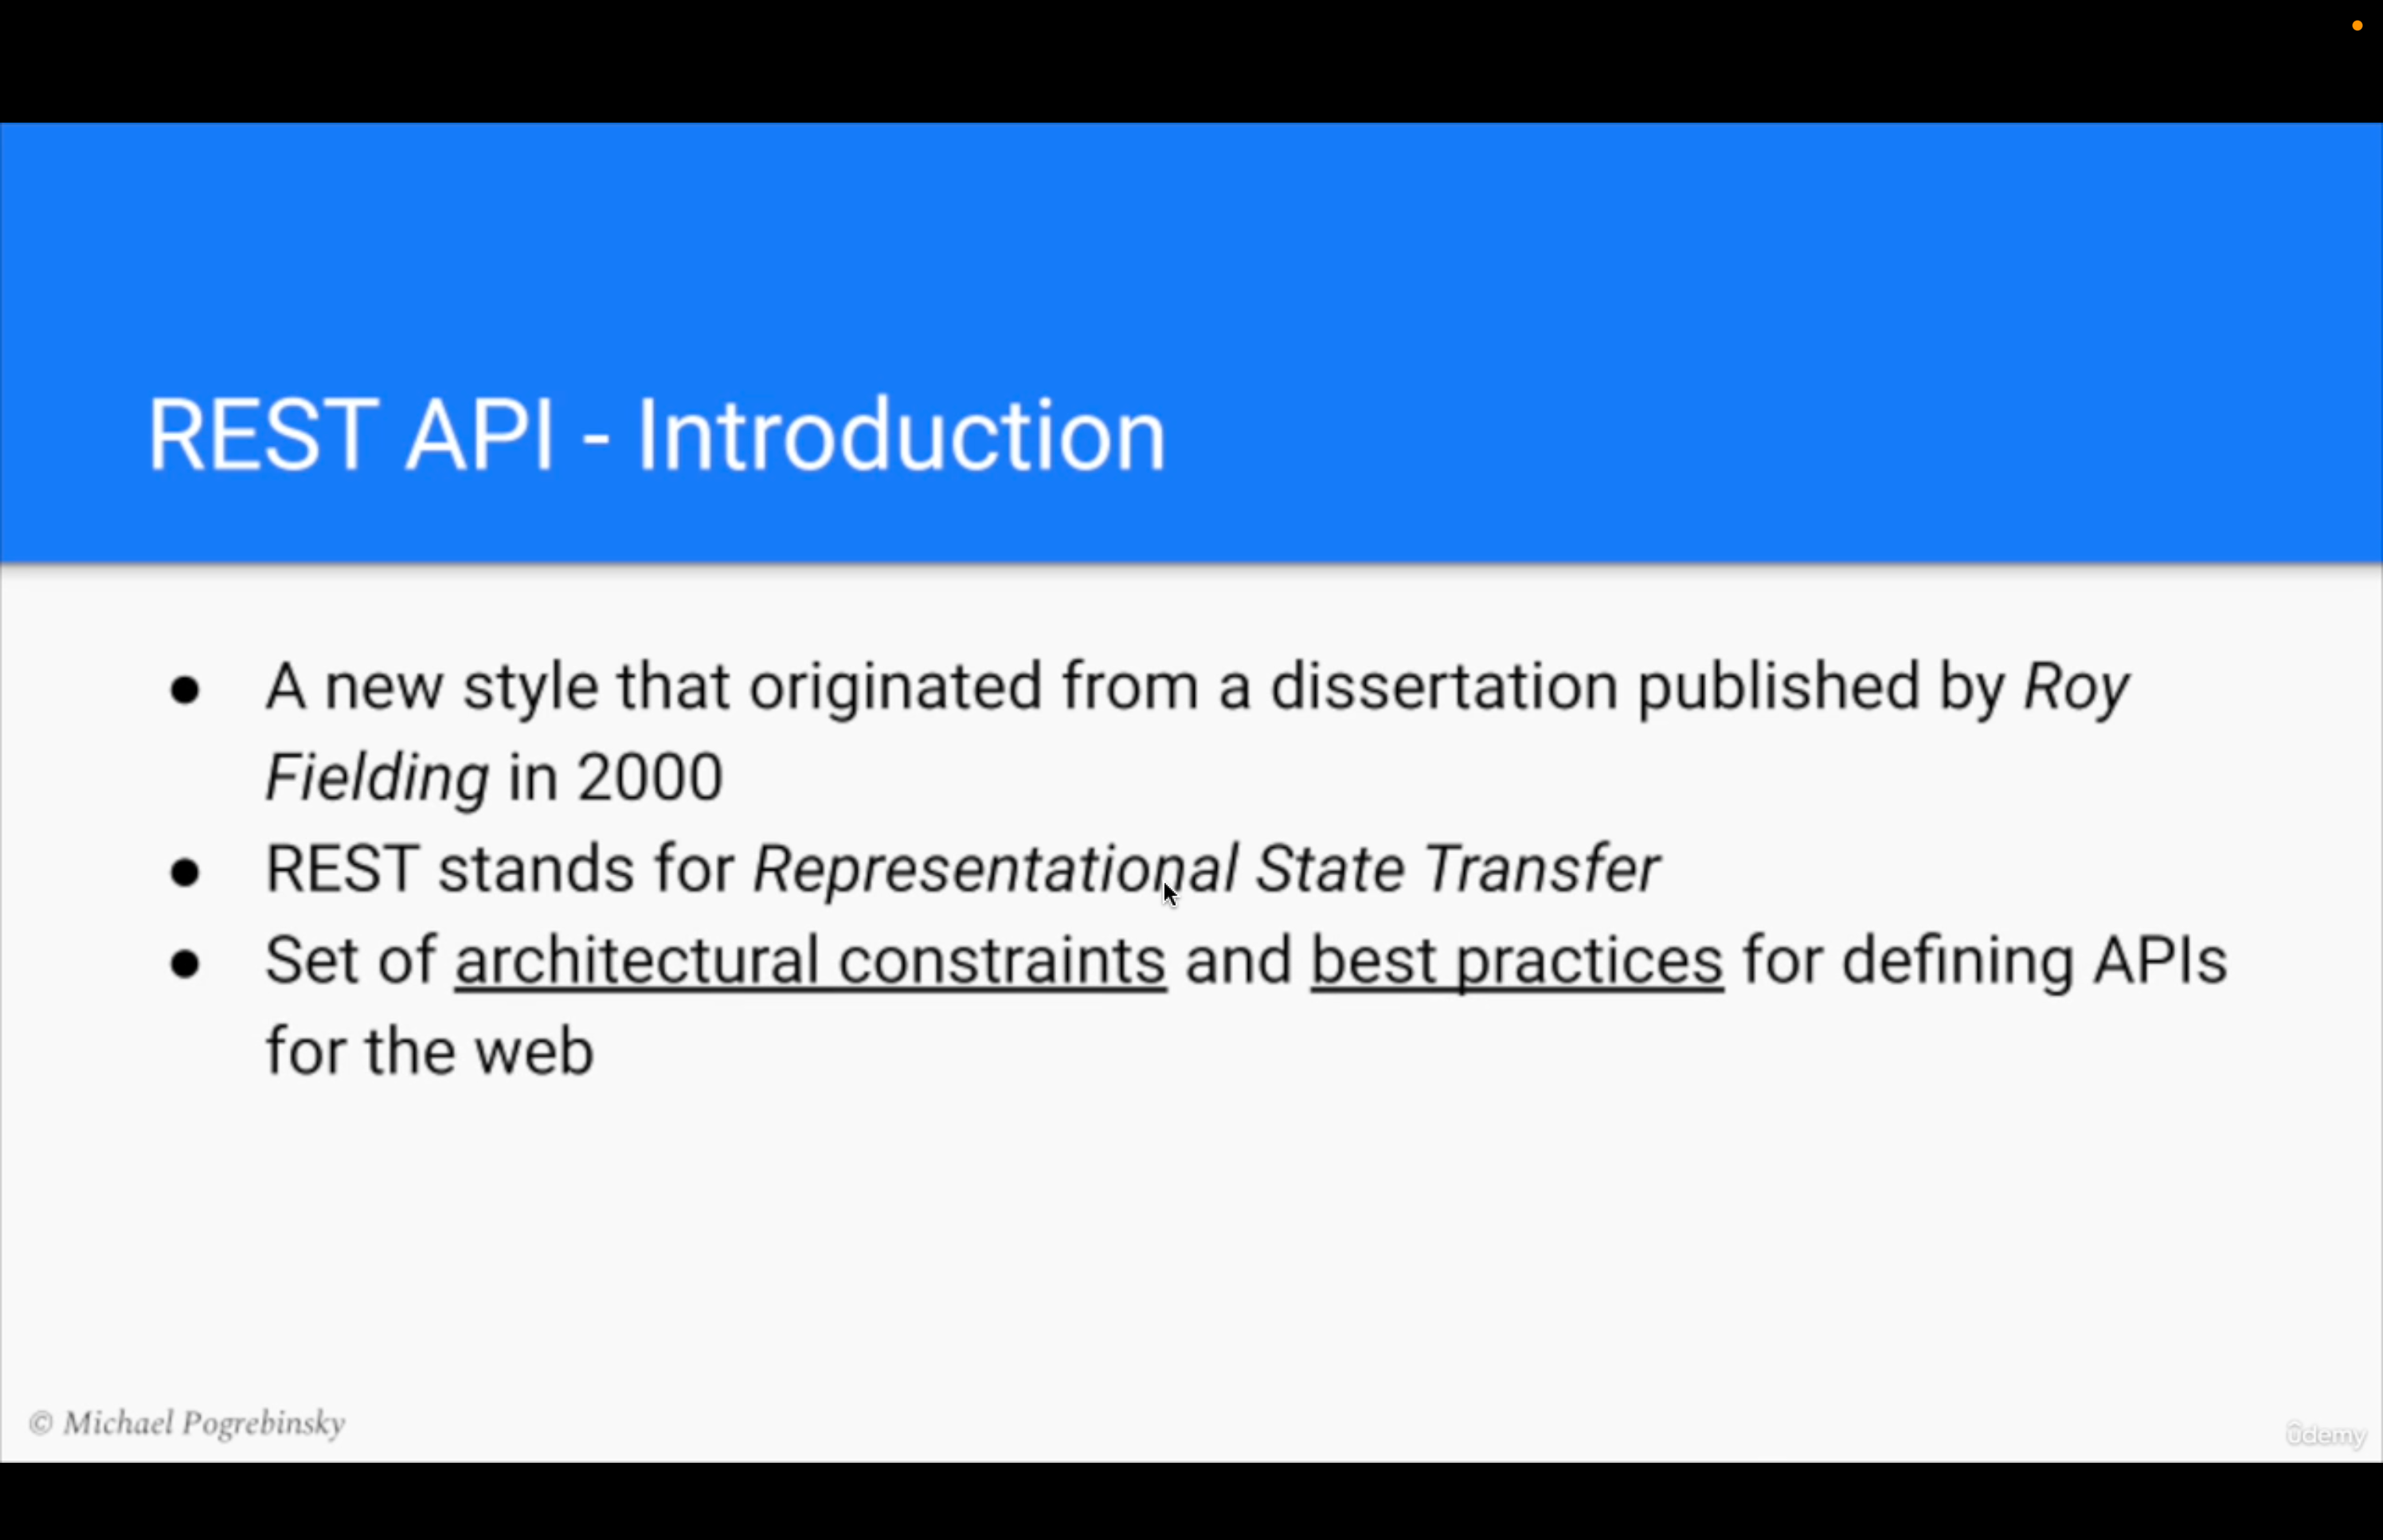 REST API - Introduction
● A new style that originated from a dissertation published by Roy
Fielding in 2000
● REST stands for Representational State Transfer
● Set of architectural constraints and best practices for defining APIs
for the web
© Michael Pogrebinsky
ûdemy